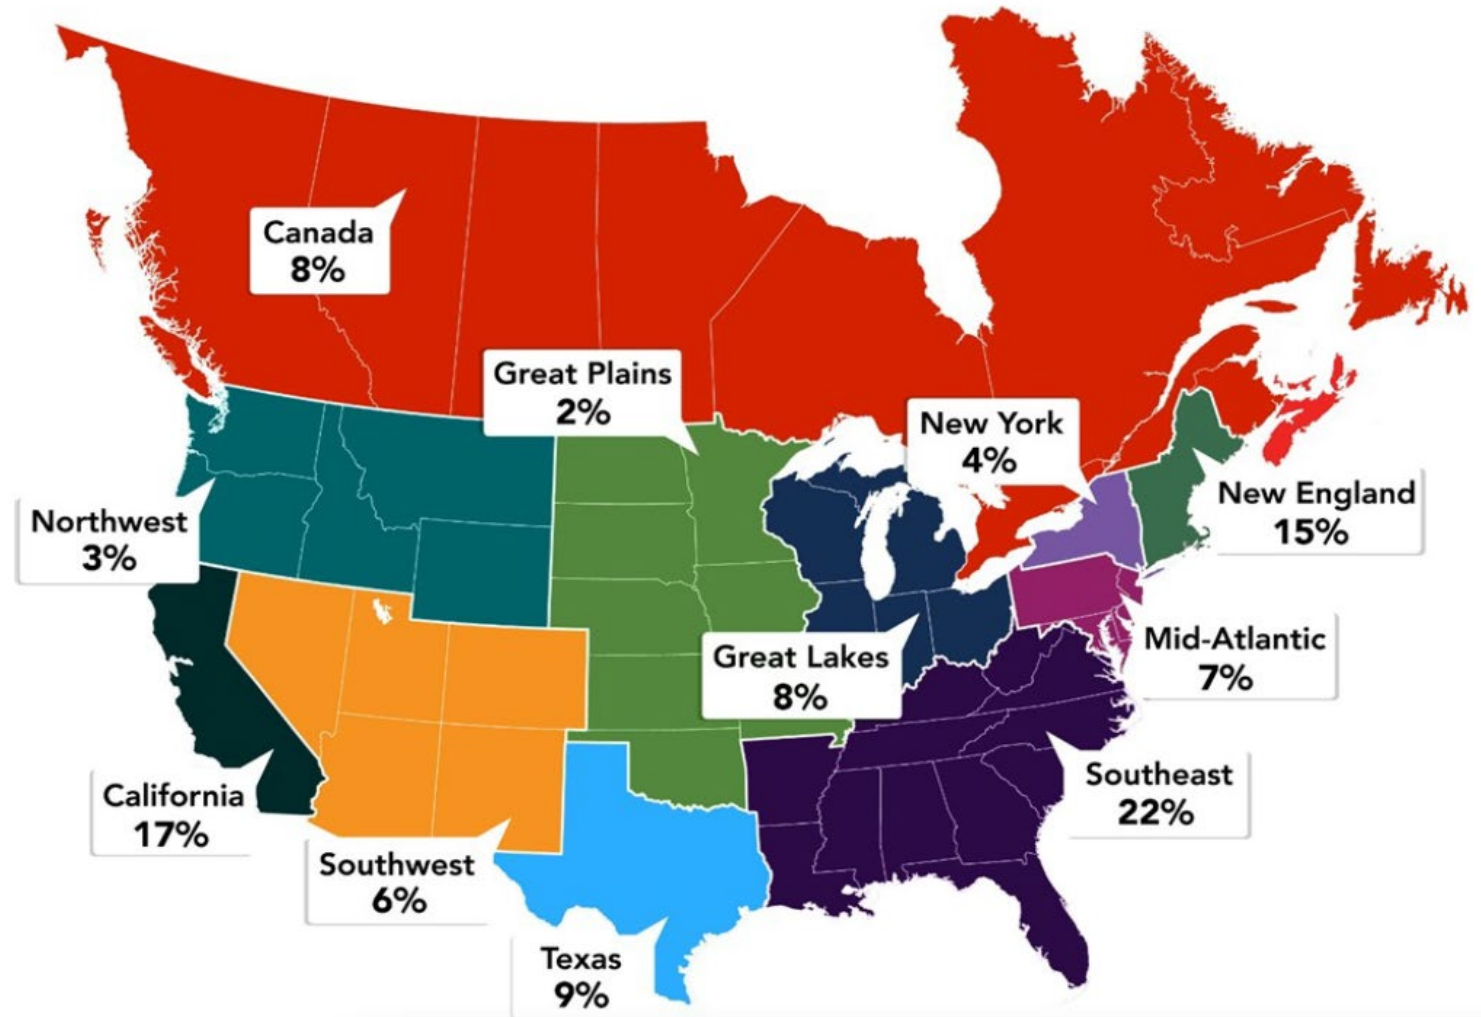 Canada
8%
Great Plains
2%
New York
4%
New England
15%
Northwest
3%
Great Lakes
8%
Mid-Atlantic
7%
California
17%
Southeast
22%
Southwest
6%
Texas
9%